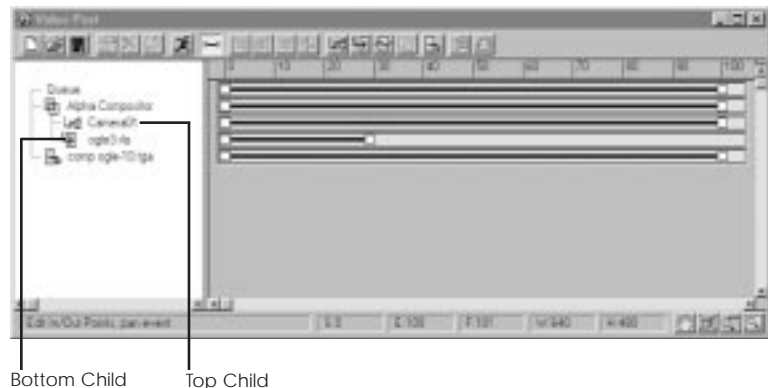 Video Post
0 10 20 30 40 50 60 70 80 90 100
Queue
Alpha Compositor
Camera01
ogle3.ifl
comp ogle-10.tga
Edit In/Out Points, pan event. S:0 E:100 F:101 W:640 H:480
Bottom Child Top Child